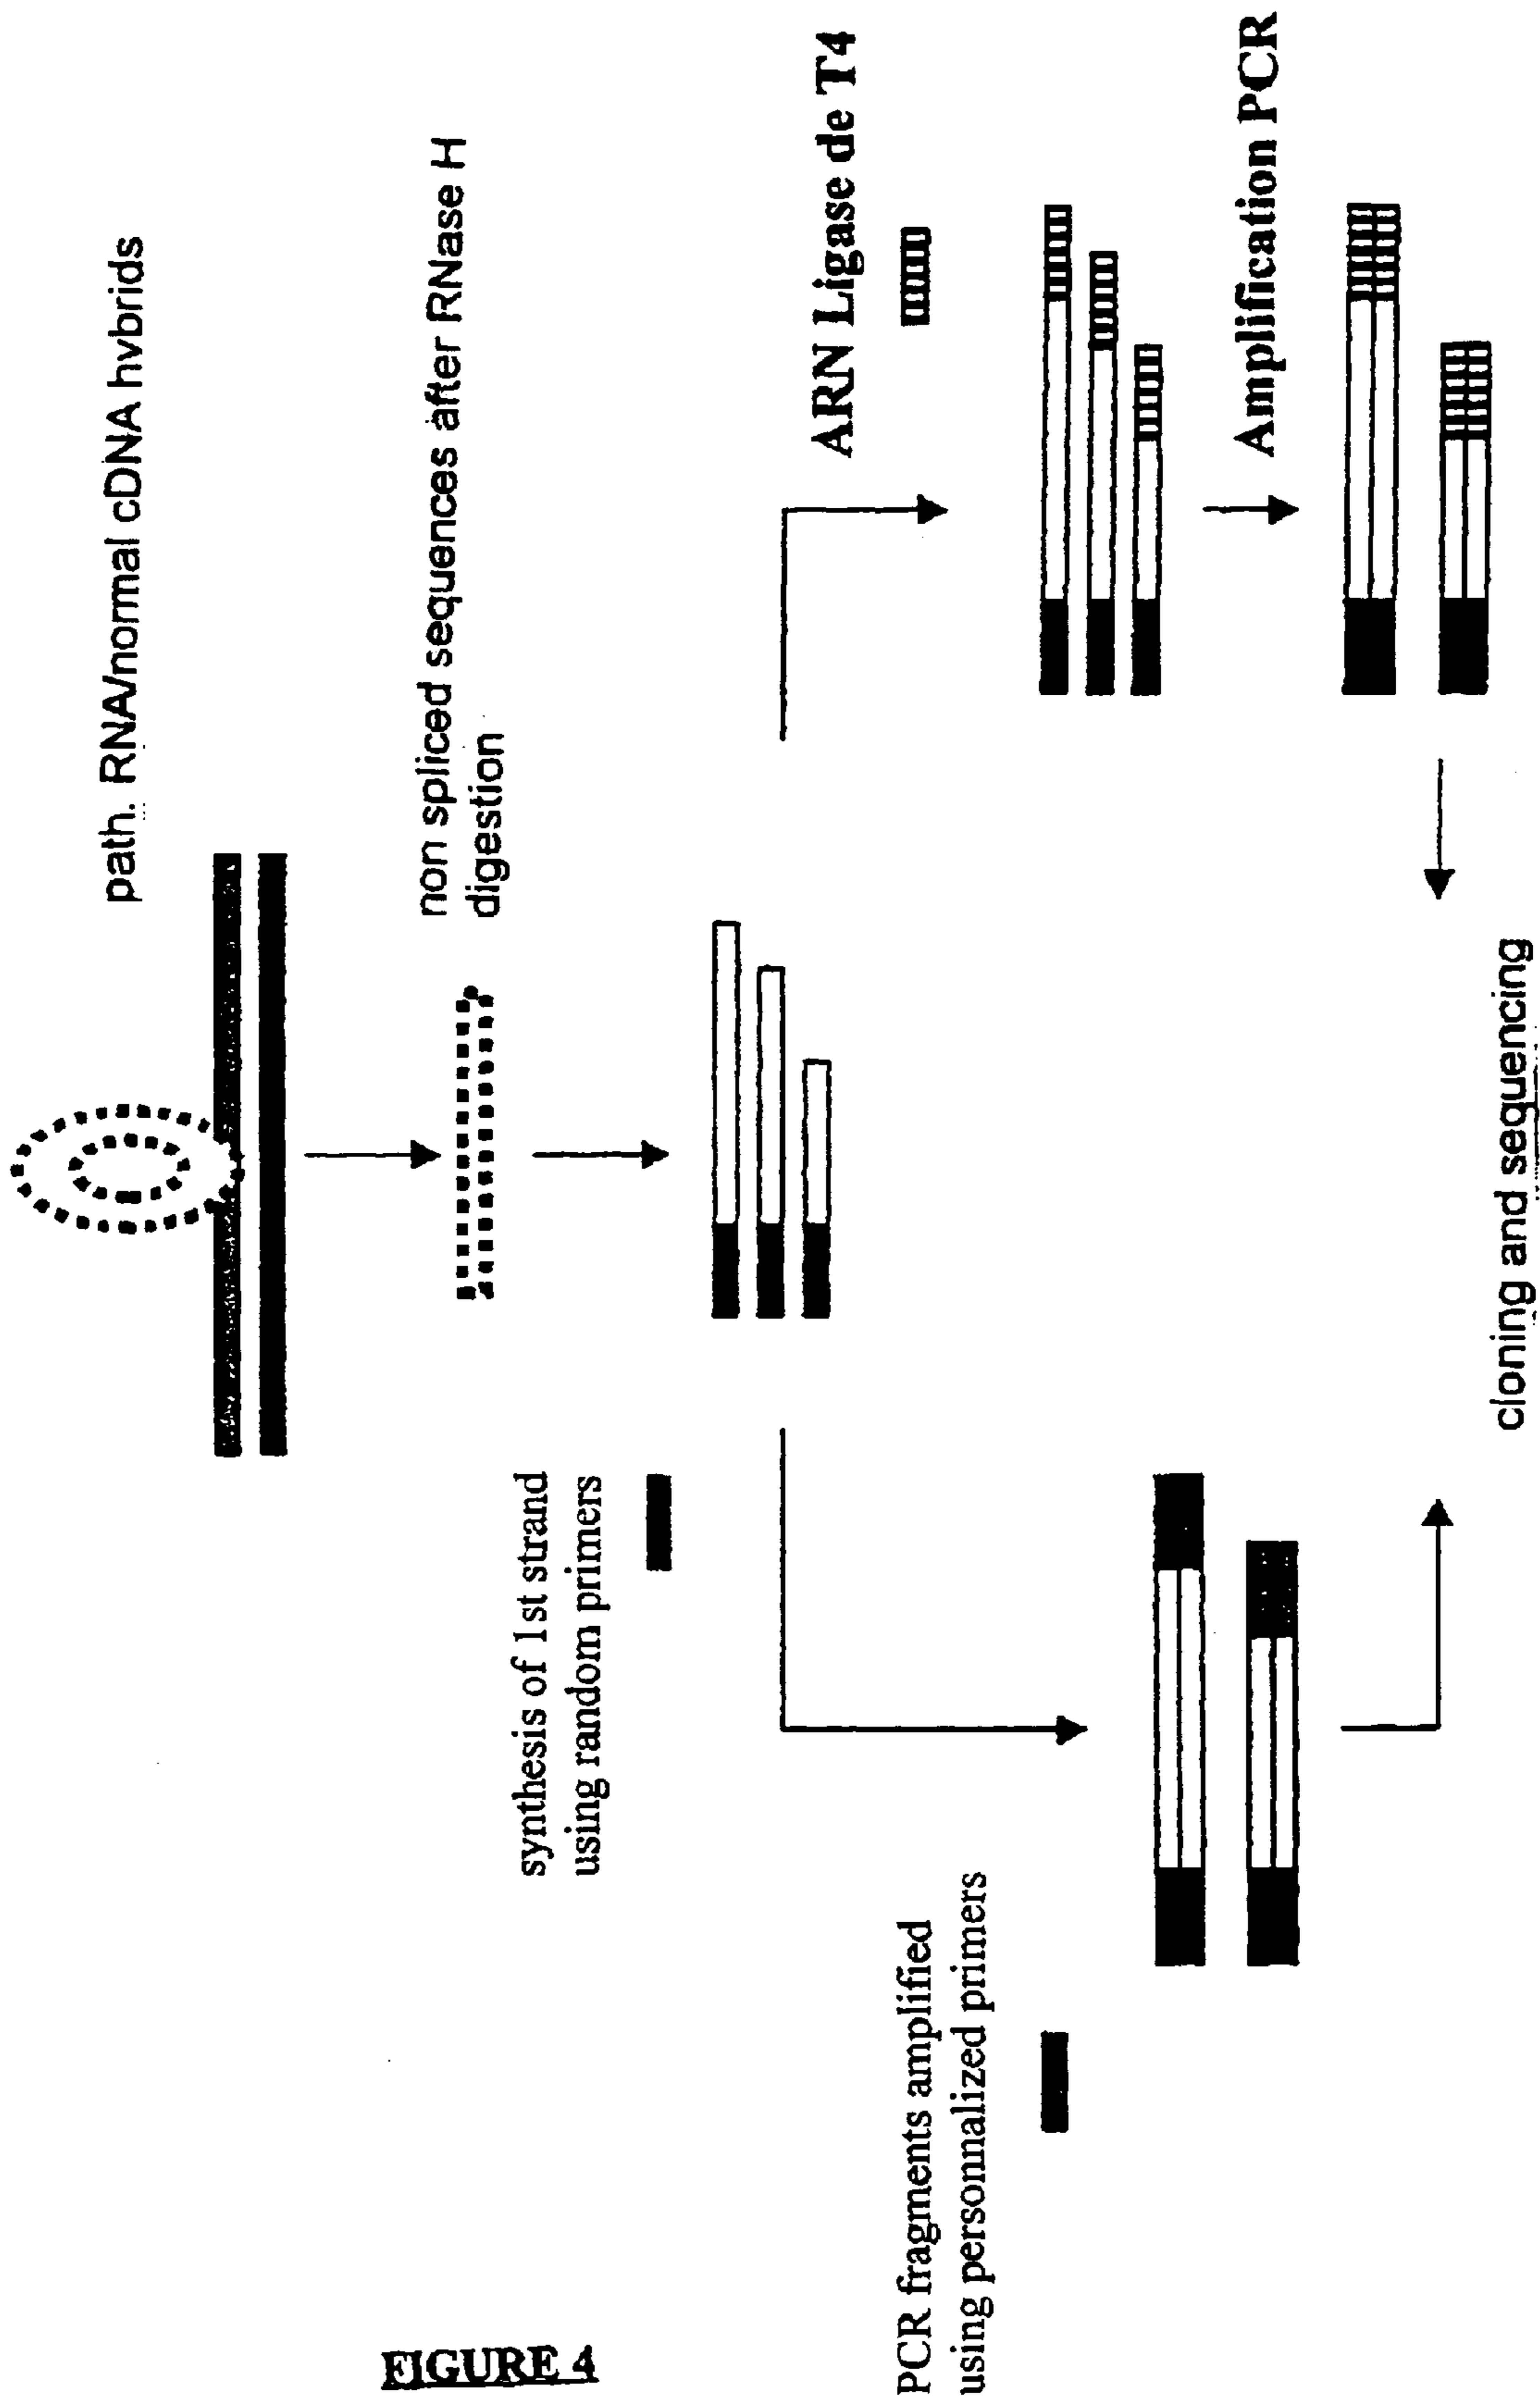 FIGURE 4
path. RNA/normal cDNA hybrids
non spliced sequences after RNase H
digestion
synthesis of 1st strand
using random primers
ARN Ligase de T4
PCR fragments amplified
using personnalized primers
Amplification PCR
cloning and sequencing